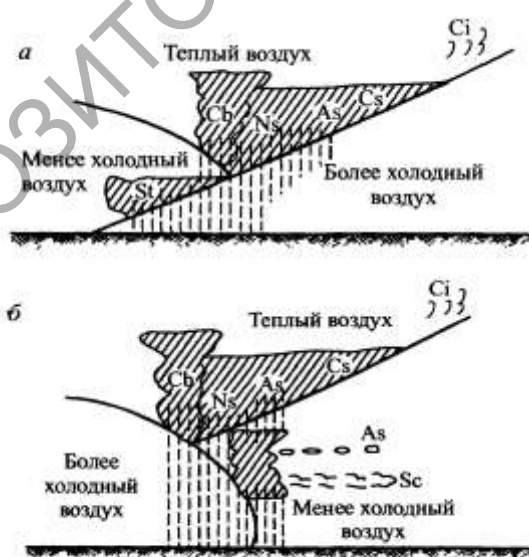 ОЗИТО
а
Ci
Теплый воздух
Cb Ns As Cs
Менее холодный
воздух
Более холодный
воздух
St
б
Ci
Теплый воздух
Cb Ns As Cs
As
Sc
Более
холодный
воздух
Менее холодный
воздух